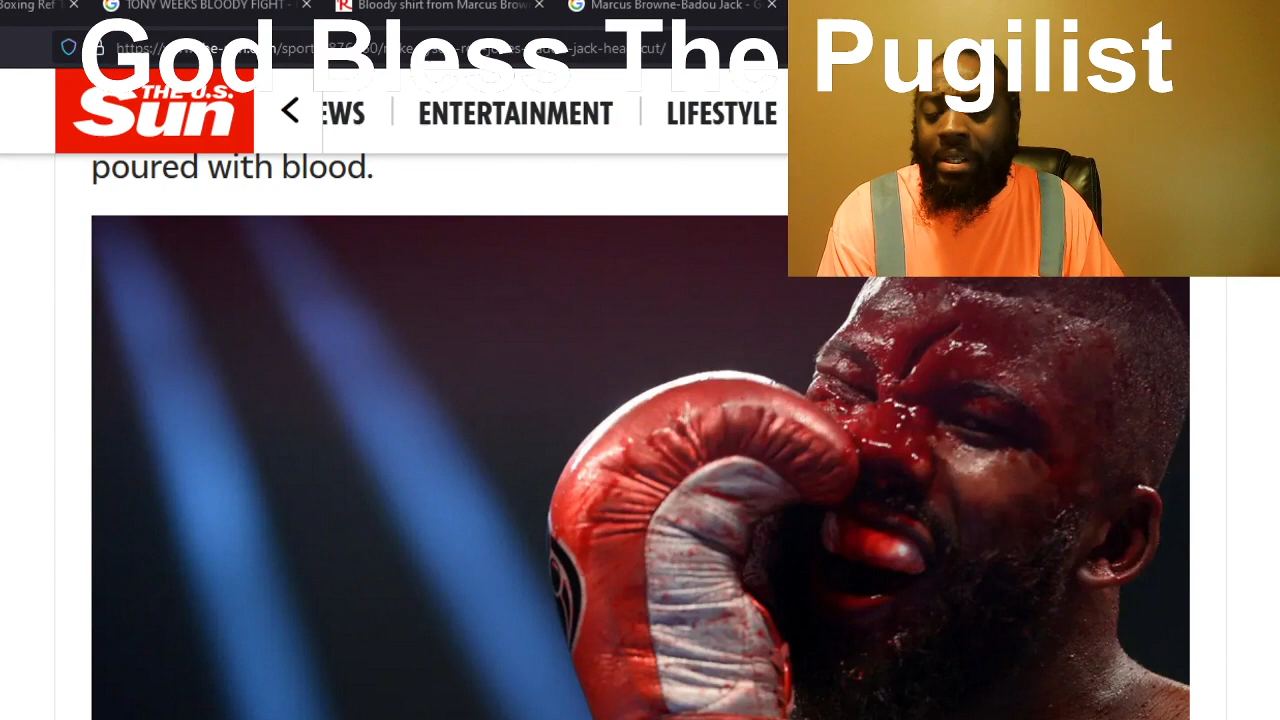 Boxing Ref
TONY WEEKS BLOODY FIGHT -
Bloody shirt from Marcus Brow
Marcus Browne-Badou Jack - G
God Bless The Pugilist
THE U.S.
Sun
EWS
ENTERTAINMENT
LIFESTYLE
poured with blood.